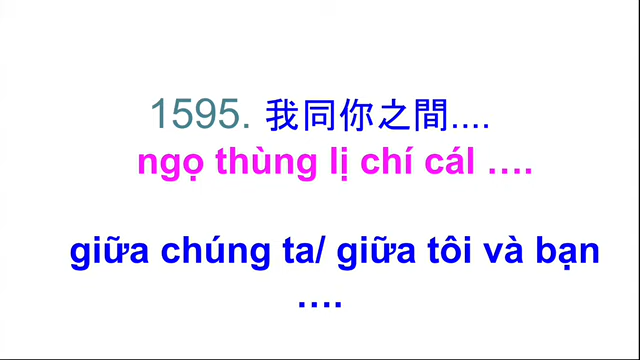 1595. 我同你之間....
ngọ thùng lị chí cál ....
giữa chúng ta/ giữa tôi và bạn
....